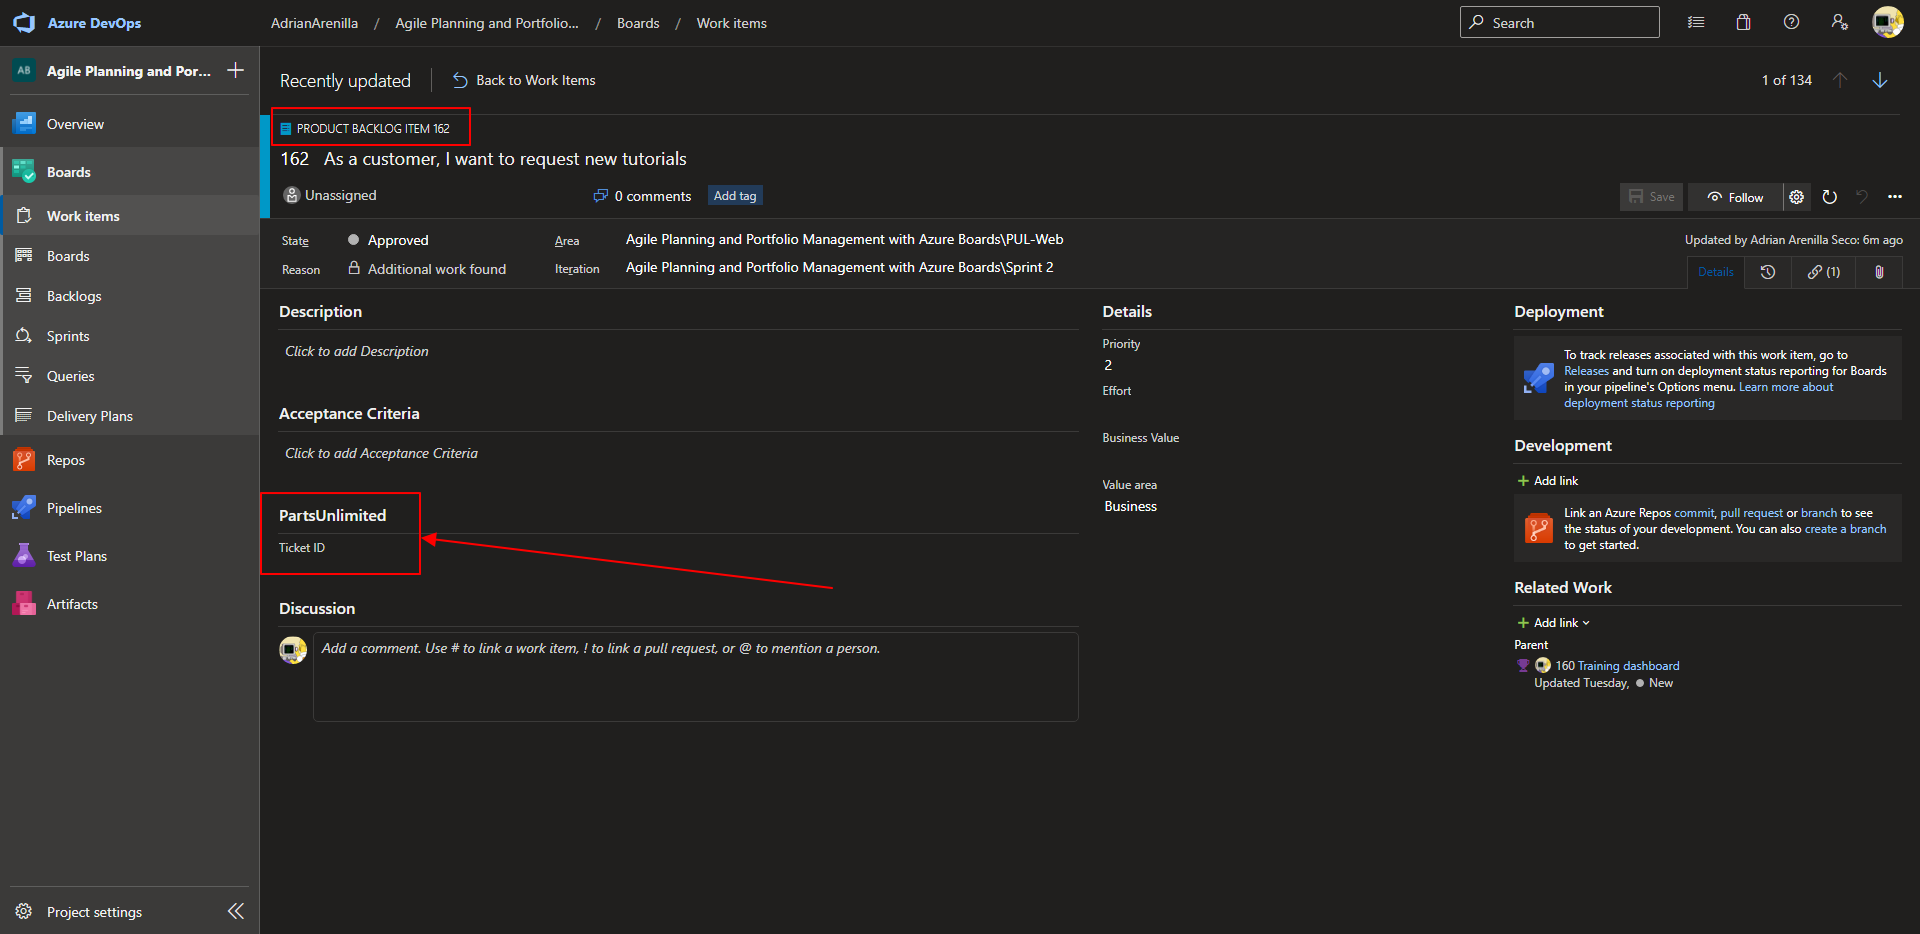 Azure DevOps
AdrianArenilla / Agile Planning and Portfolio... / Boards / Work items
Search
AB Agile Planning and Por...
Overview
Boards
Work items
Boards
Backlogs
Sprints
Queries
Delivery Plans
Repos
Pipelines
Test Plans
Artifacts
Project settings
Recently updated
Back to Work Items
1 of 134
PRODUCT BACKLOG ITEM 162
162 As a customer, I want to request new tutorials
Unassigned
0 comments
Add tag
Save
Follow
State
Approved
Area
Agile Planning and Portfolio Management with Azure Boards\PUL-Web
Reason
Additional work found
Iteration
Agile Planning and Portfolio Management with Azure Boards\Sprint 2
Updated by Adrian Arenilla Seco: 6m ago
Details
(1)
Description
Click to add Description
Acceptance Criteria
Click to add Acceptance Criteria
PartsUnlimited
Ticket ID
Discussion
Add a comment. Use # to link a work item, ! to link a pull request, or @ to mention a person.
Details
Priority
2
Effort
Business Value
Value area
Business
Deployment
To track releases associated with this work item, go to
Releases and turn on deployment status reporting for Boards
in your pipeline's Options menu. Learn more about
deployment status reporting
Development
Add link
Link an Azure Repos commit, pull request or branch to see
the status of your development. You can also create a branch
to get started.
Related Work
Add link
Parent
160 Training dashboard
Updated Tuesday, New